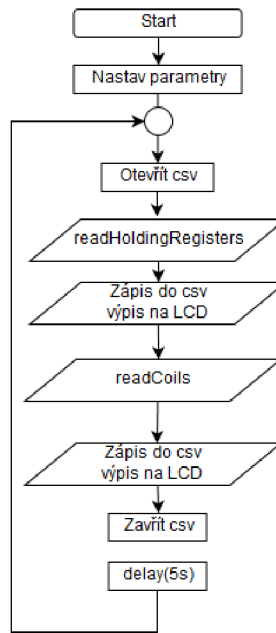 Start
Nastav parametry
Otevřít csv
readHoldingRegisters
Zápis do csv
výpis na LCD
readCoils
Zápis do csv
výpis na LCD
Zavřít csv
delay(5s)